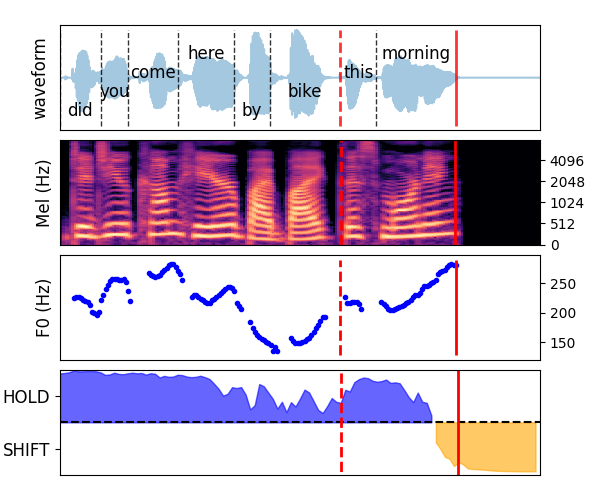 waveform
did you come here by bike this morning
Mel (Hz)
4096
2048
1024
512
0
F0 (Hz)
250
200
150
HOLD
SHIFT